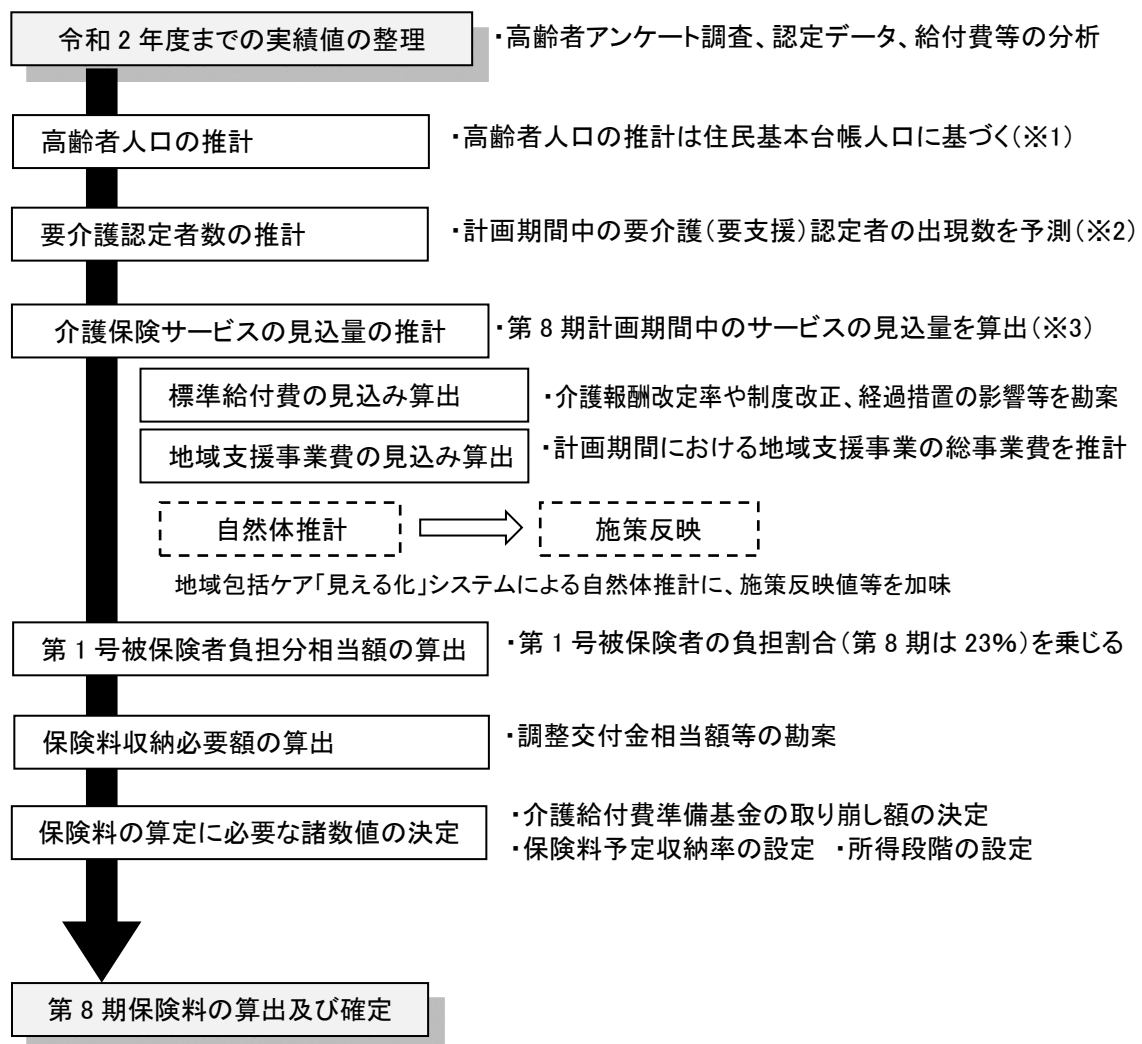 令和2年度までの実績値の整理
・高齢者アンケート調査、認定データ、給付費等の分析
高齢者人口の推計
・高齢者人口の推計は住民基本台帳人口に基づく(※1)
要介護認定者数の推計
・計画期間中の要介護(要支援)認定者の出現数を予測(※2)
介護保険サービスの見込量の推計
・第8期計画期間中のサービスの見込量を算出(※3)
標準給付費の見込み算出
・介護報酬改定率や制度改正、経過措置の影響等を勘案
地域支援事業費の見込み算出
・計画期間における地域支援事業の総事業費を推計
自然体推計
施策反映
地域包括ケア「見える化」システムによる自然体推計に、施策反映値等を加味
第1号被保険者負担分相当額の算出
・第1号被保険者の負担割合(第8期は23%)を乗じる
保険料収納必要額の算出
・調整交付金相当額等の勘案
保険料の算定に必要な諸数値の決定
・介護給付費準備基金の取り崩し額の決定
・保険料予定収納率の設定 ・所得段階の設定
第8期保険料の算出及び確定